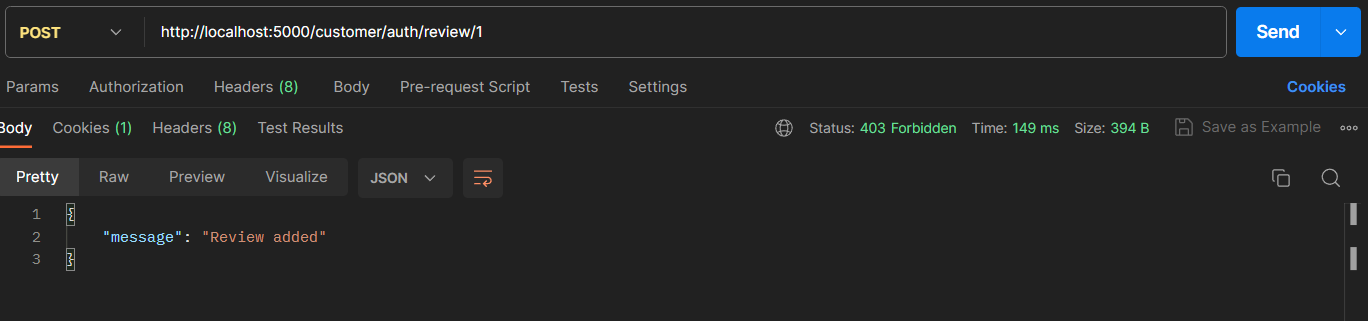 POST http://localhost:5000/customer/auth/review/1 Send
Params Authorization Headers (8) Body Pre-request Script Tests Settings Cookies
Body Cookies (1) Headers (8) Test Results Status: 403 Forbidden Time: 149 ms Size: 394 B Save as Example
Pretty Raw Preview Visualize JSON
1 {
2 "message": "Review added"
3 }